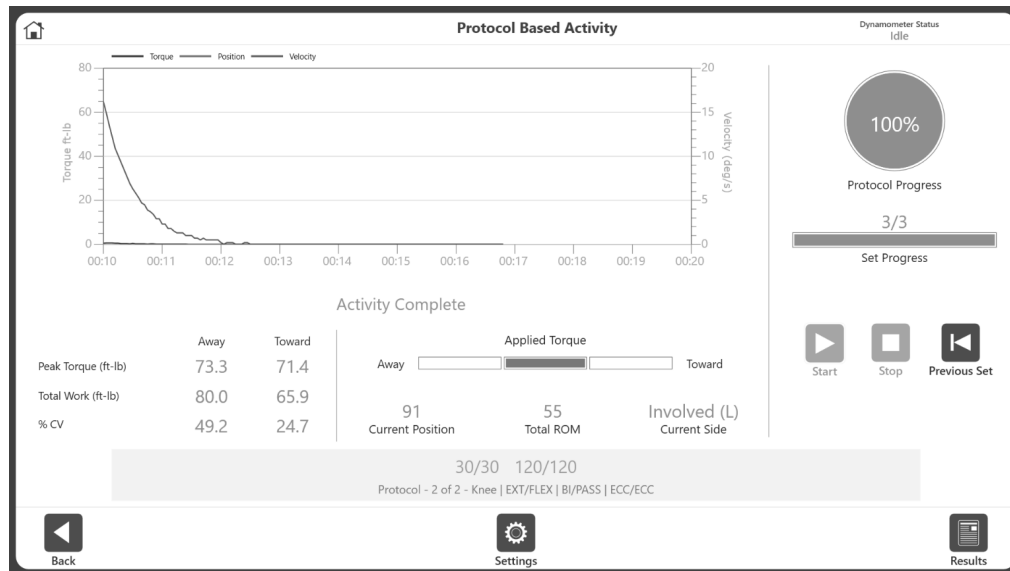 Protocol Based Activity
Dynamometer Status
Idle
Torque Position Velocity
80
60
40
20
0
Torque ft-lb
20
15
10
5
0
Velocity (deg/s)
00:10 00:11 00:12 00:13 00:14 00:15 00:16 00:17 00:18 00:19 00:20
100%
Protocol Progress
3/3
Set Progress
Activity Complete
Away Toward
Peak Torque (ft-lb) 73.3 71.4
Total Work (ft-lb) 80.0 65.9
% CV 49.2 24.7
Applied Torque
Away Toward
91 55 Involved (L)
Current Position Total ROM Current Side
Start Stop Previous Set
30/30 120/120
Protocol - 2 of 2 - Knee | EXT/FLEX | BI/PASS | ECC/ECC
Back Settings Results